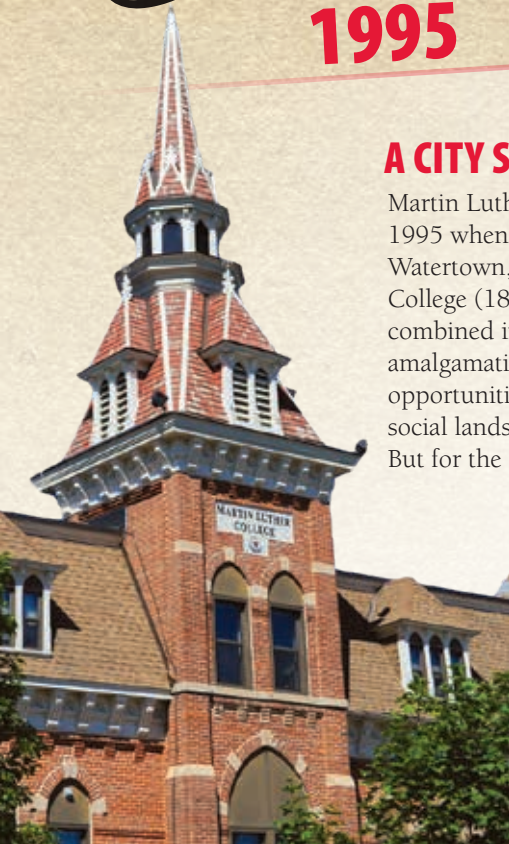 1995
A CITY S
Martin Luth
1995 when
Watertown,
College (18
combined i
amalgamati
opportuniti
social lands
But for the
MARTIN LUTHER
COLLEGE